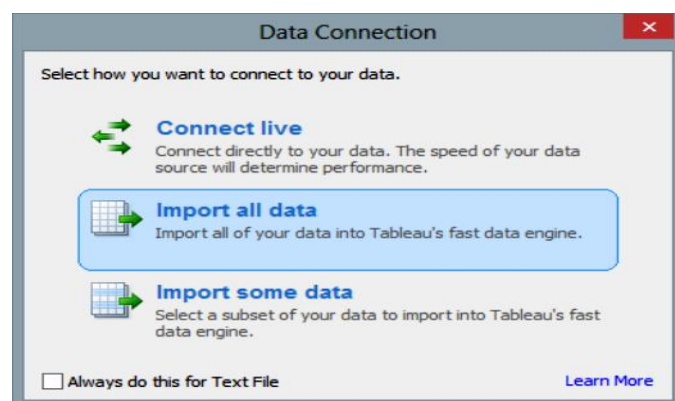 Data Connection
Select how you want to connect to your data.
Connect live
Connect directly to your data. The speed of your data
source will determine performance.
Import all data
Import all of your data into Tableau's fast data engine.
Import some data
Select a subset of your data to import into Tableau's fast
data engine.
Always do this for Text File
Learn More